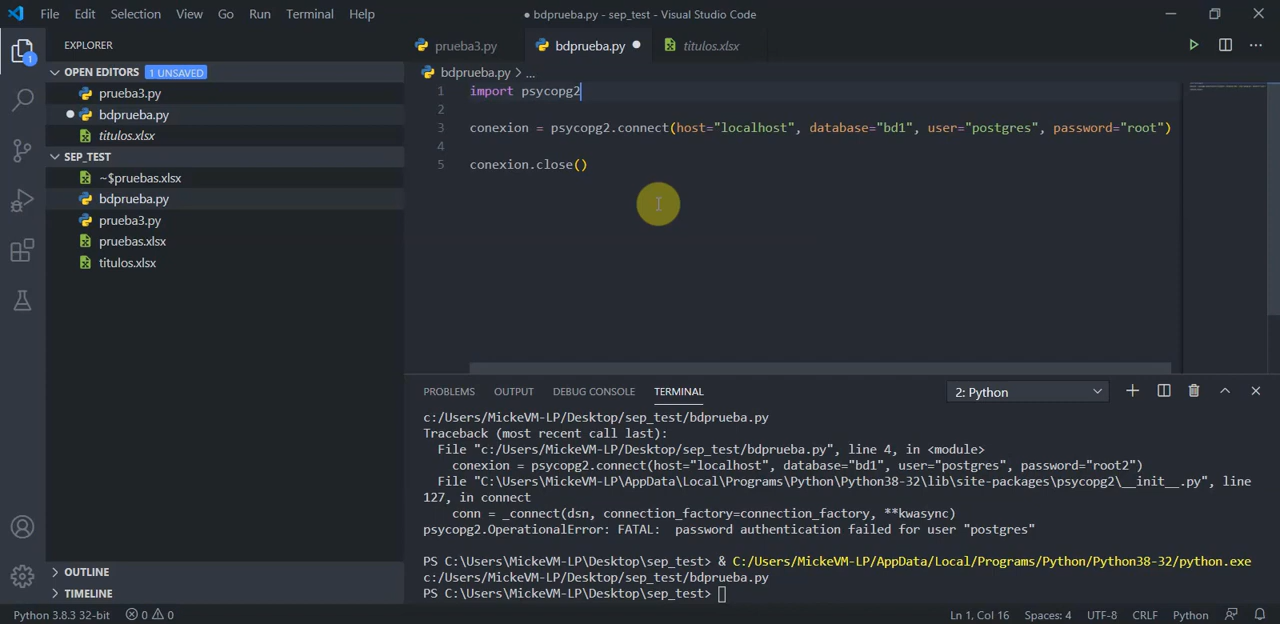 File Edit Selection View Go Run Terminal Help
● bdprueba.py - sep_test - Visual Studio Code
EXPLORER
OPEN EDITORS 1 UNSAVED
prueba3.py
bdprueba.py
titulos.xlsx
SEP_TEST
~$pruebas.xlsx
bdprueba.py
prueba3.py
pruebas.xlsx
titulos.xlsx
OUTLINE
TIMELINE
1
prueba3.py bdprueba.py titulos.xlsx
bdprueba.py > ...
1 import psycopg2
2
3 conexion = psycopg2.connect(host="localhost", database="bd1", user="postgres", password="root")
4
5 conexion.close()
PROBLEMS OUTPUT DEBUG CONSOLE TERMINAL 2: Python
c:/Users/MickeVM-LP/Desktop/sep_test/bdprueba.py
Traceback (most recent call last):
File "c:/Users/MickeVM-LP/Desktop/sep_test/bdprueba.py", line 4, in <module>
conexion = psycopg2.connect(host="localhost", database="bd1", user="postgres", password="root2")
File "C:\Users\MickeVM-LP\AppData\Local\Programs\Python\Python38-32\lib\site-packages\psycopg2\__init__.py", line
127, in connect
conn = _connect(dsn, connection_factory=connection_factory, **kwasync)
psycopg2.OperationalError: FATAL:  password authentication failed for user "postgres"
PS C:\Users\MickeVM-LP\Desktop\sep_test> & C:/Users/MickeVM-LP/AppData/Local/Programs/Python/Python38-32/python.exe
c:/Users/MickeVM-LP/Desktop/sep_test/bdprueba.py
PS C:\Users\MickeVM-LP\Desktop\sep_test>
Python 3.8.3 32-bit 0 0 Ln 1, Col 16 Spaces: 4 UTF-8 CRLF Python